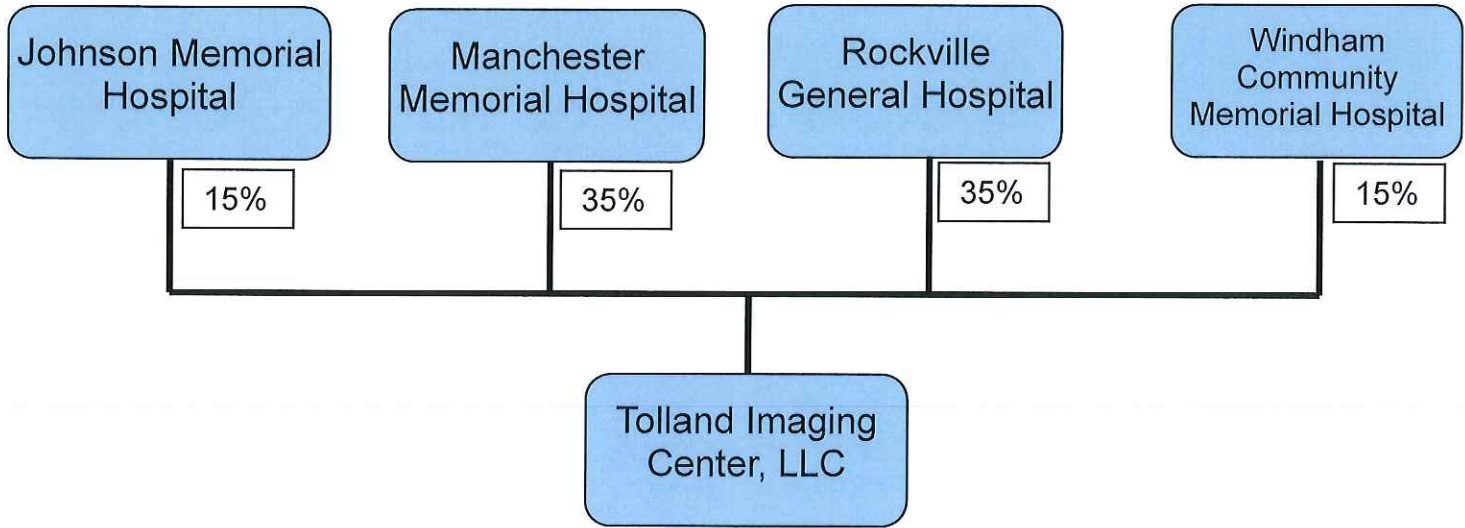 Johnson Memorial
Hospital
Manchester
Memorial Hospital
Rockville
General Hospital
Windham
Community
Memorial Hospital
15%
35%
35%
15%
Tolland Imaging
Center, LLC